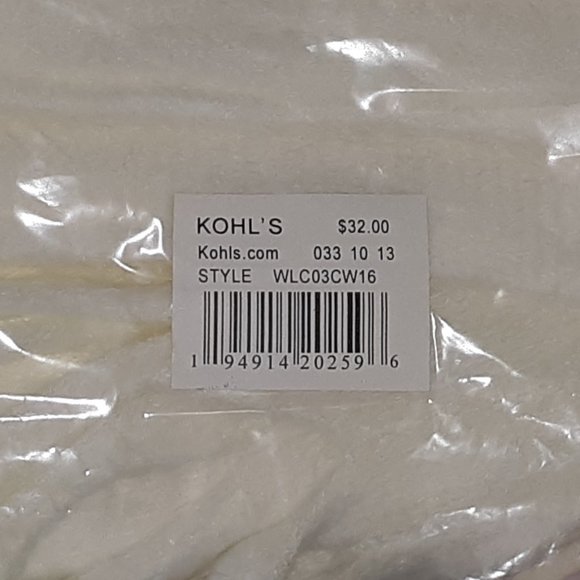 KOHL'S $32.00
Kohls.com 033 10 13
STYLE WLC03CW16
1 94914 20259 6